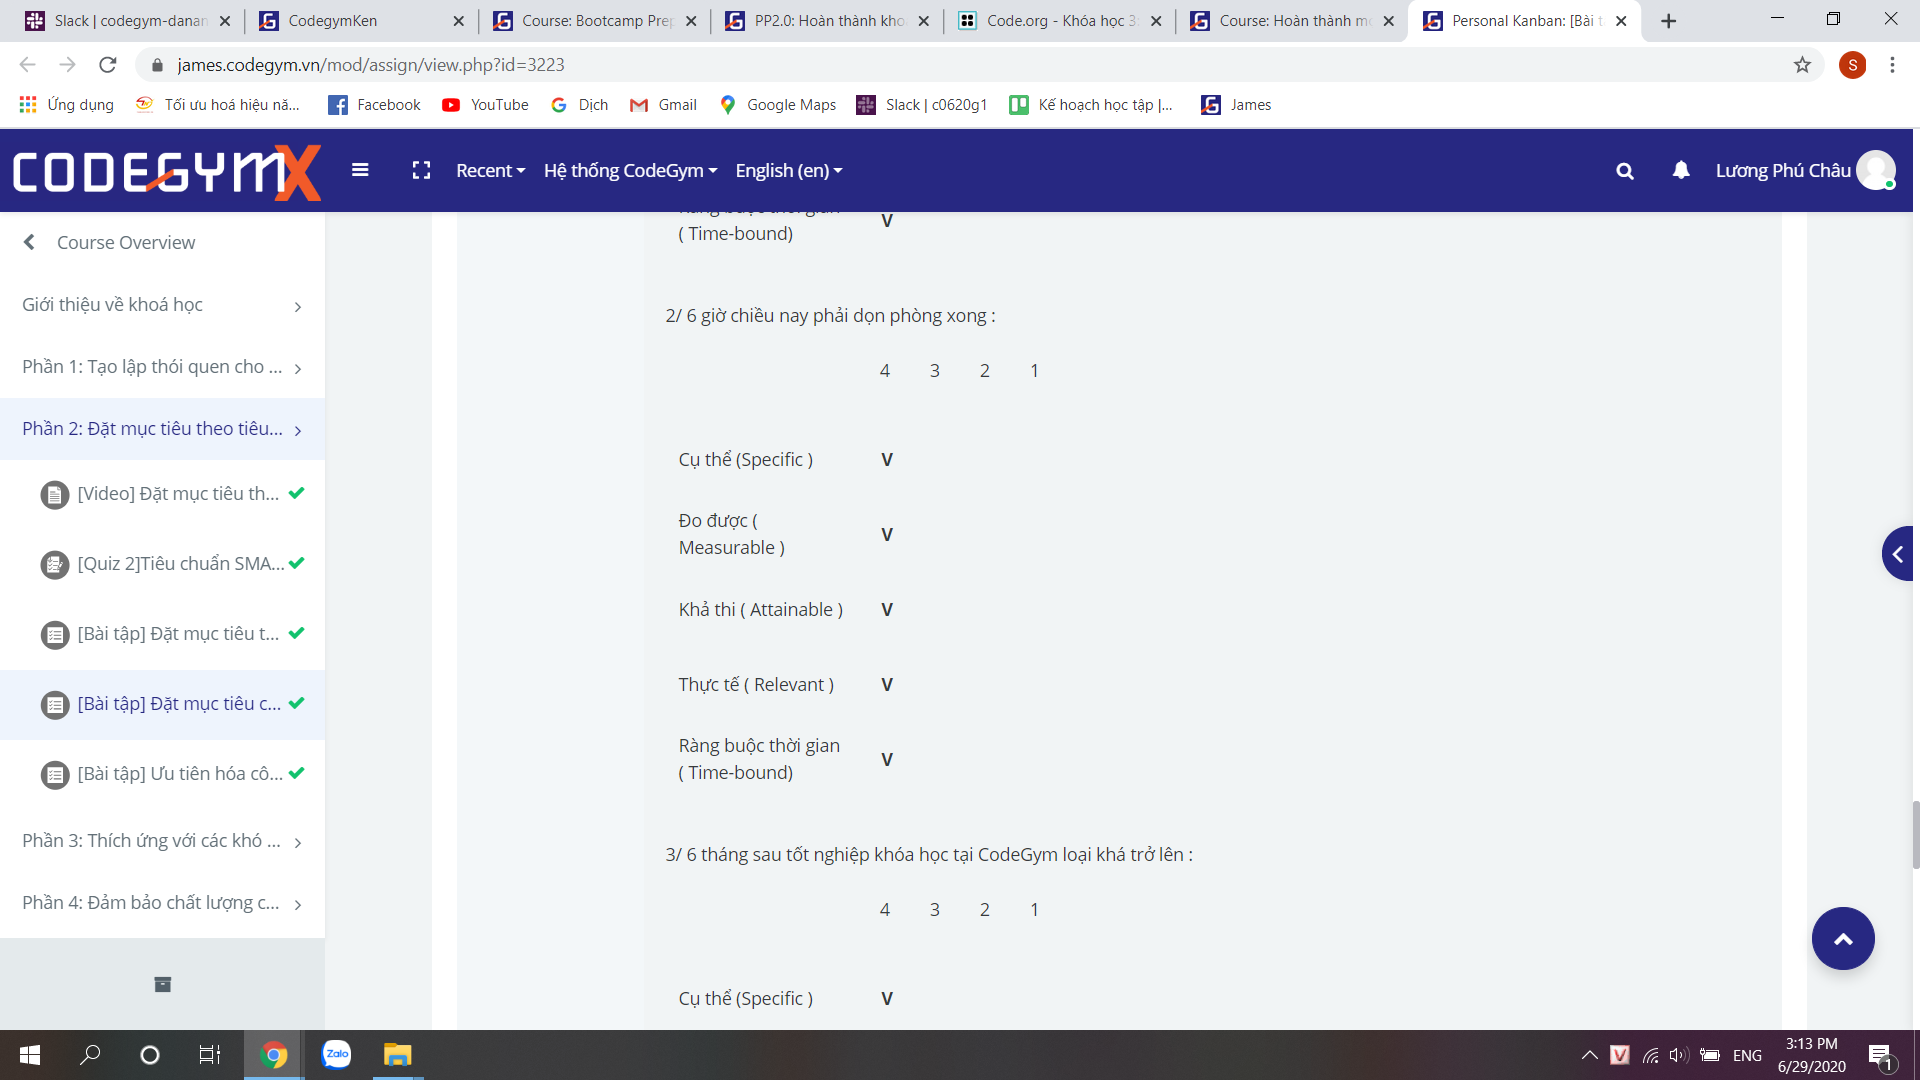 Slack | codegym-danan
CodegymKen
Course: Bootcamp Prep
PP2.0: Hoàn thành kho
Code.org - Khóa học 3:
Course: Hoàn thành mo
Personal Kanban: [Bài t
james.codegym.vn/mod/assign/view.php?id=3223
S
Ứng dụng
Tối ưu hoá hiệu nă...
Facebook
YouTube
Dịch
Gmail
Google Maps
Slack | c0620g1
Kế hoạch học tập |...
James
CODEGYMX
Recent
Hệ thống CodeGym
English (en)
Lương Phú Châu
Course Overview
Giới thiệu về khoá học
Phần 1: Tạo lập thói quen cho ...
Phần 2: Đặt mục tiêu theo tiêu...
[Video] Đặt mục tiêu th...
[Quiz 2]Tiêu chuẩn SMA...
[Bài tập] Đặt mục tiêu t...
[Bài tập] Đặt mục tiêu c...
[Bài tập] Ưu tiên hóa cô...
Phần 3: Thích ứng với các khó ...
Phần 4: Đảm bảo chất lượng c...
V
( Time-bound)
2/ 6 giờ chiều nay phải dọn phòng xong :
4 3 2 1
Cụ thể (Specific ) V
Đo được (
Measurable ) V
Khả thi ( Attainable ) V
Thực tế ( Relevant ) V
Ràng buộc thời gian
( Time-bound) V
3/ 6 tháng sau tốt nghiệp khóa học tại CodeGym loại khá trở lên :
4 3 2 1
Cụ thể (Specific ) V
Zalo
V
ENG
3:13 PM
6/29/2020
1